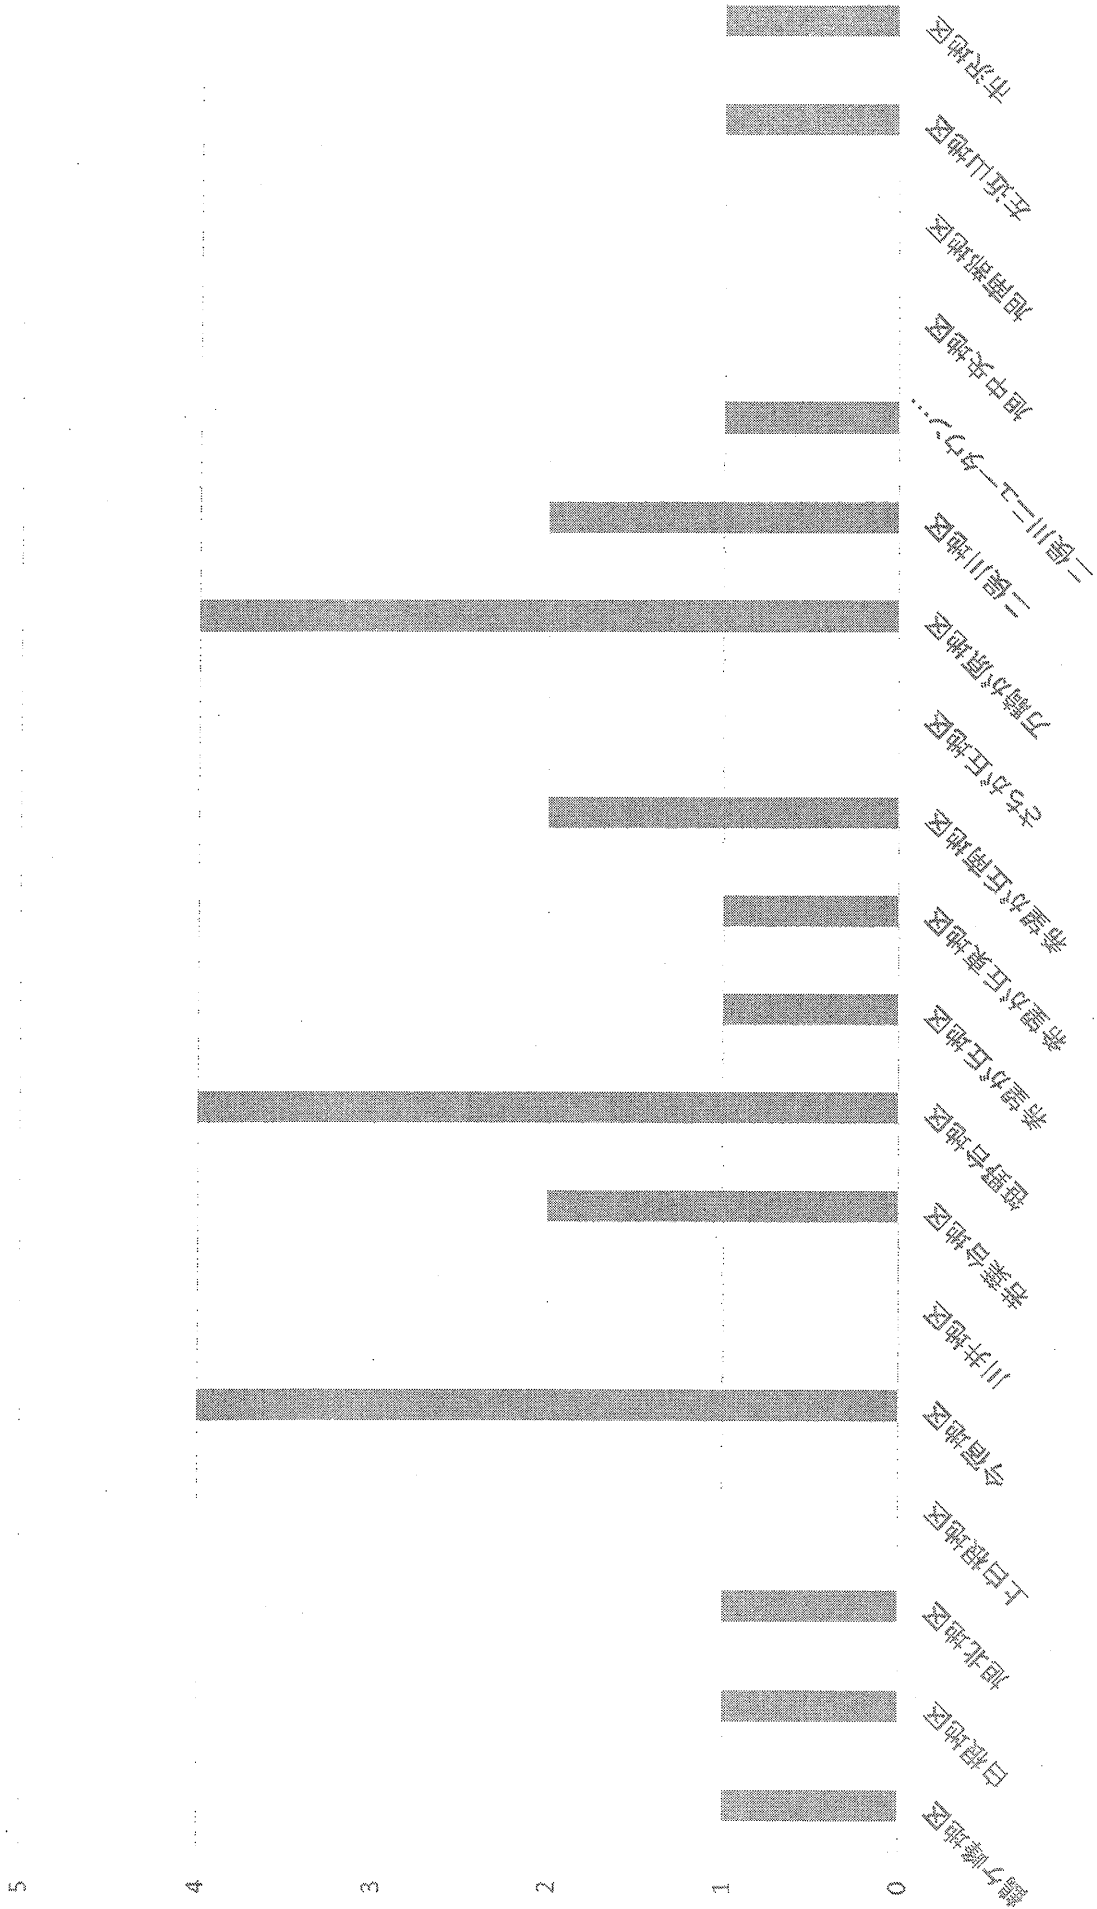 5
4
3
2
1
0
鶴ケ峰地区
白根地区
旭北地区
上白根地区
今宿地区
川井地区
若葉台地区
笹野台地区
希望が丘地区
希望が丘東地区
希望が丘南地区
さちが丘地区
万騎が原地区
二俣川地区
二俣川ニュータウン…
旭中央地区
旭南部地区
左近山地区
市沢地区